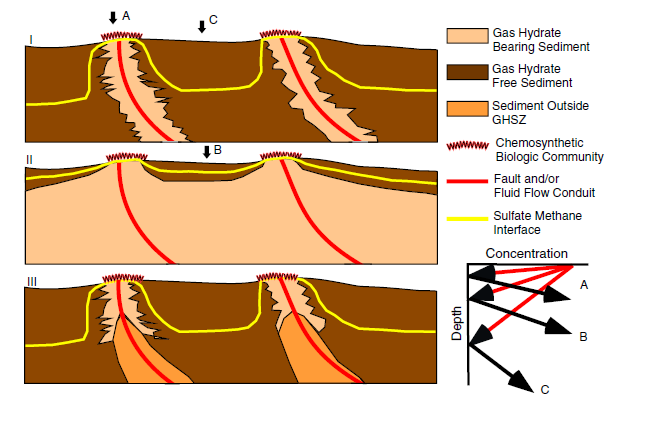 A
C
I
B
II
III
Gas Hydrate
Bearing Sediment
Gas Hydrate
Free Sediment
Sediment Outside
GHSZ
Chemosynthetic
Biologic Community
Fault and/or
Fluid Flow Conduit
Sulfate Methane
Interface
Concentration
Depth
A
B
C